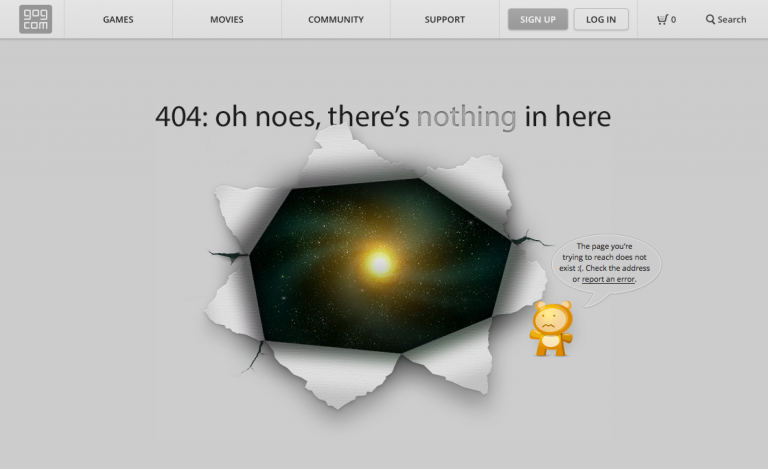 gog
com
GAMES
MOVIES
COMMUNITY
SUPPORT
SIGN UP
LOG IN
0
Search
404: oh noes, there’s nothing in here
The page you're
trying to reach does not
exist :(. Check the address
or report an error.